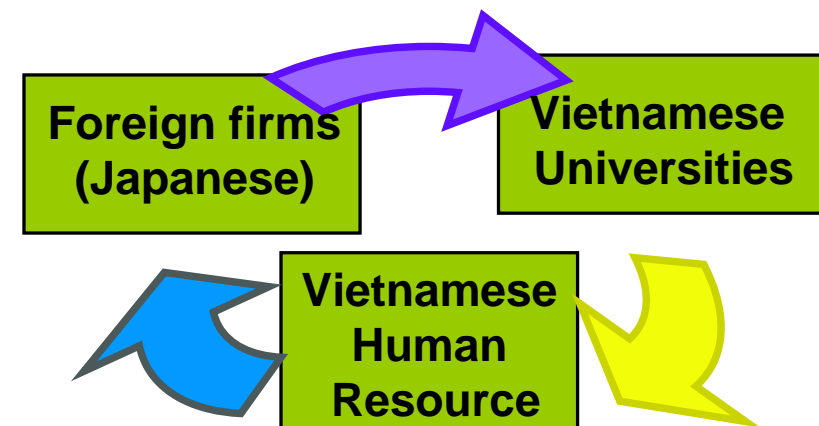 Foreign firms
(Japanese)
Vietnamese
Universities
Vietnamese
Human
Resource